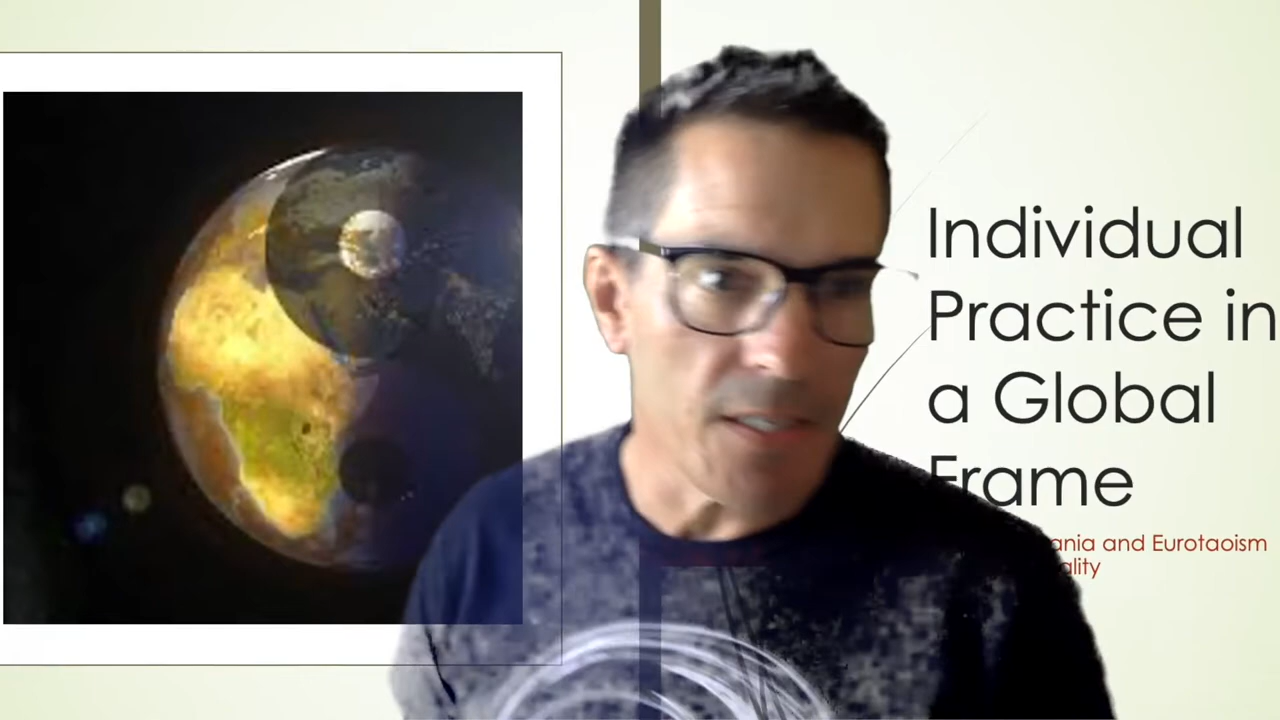 Individual
Practice in
a Global
Frame
and Eurotaoism